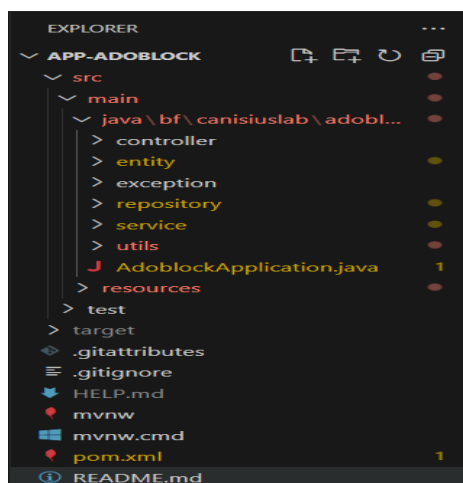 EXPLORER
APP-ADOBLOCK
src
main
java\bf\canisiuslab\adobl...
controller
entity
exception
repository
service
utils
J AdoblockApplication.java 1
resources
test
target
.gitattributes
.gitignore
HELP.md
mvnw
mvnw.cmd
pom.xml 1
README.md